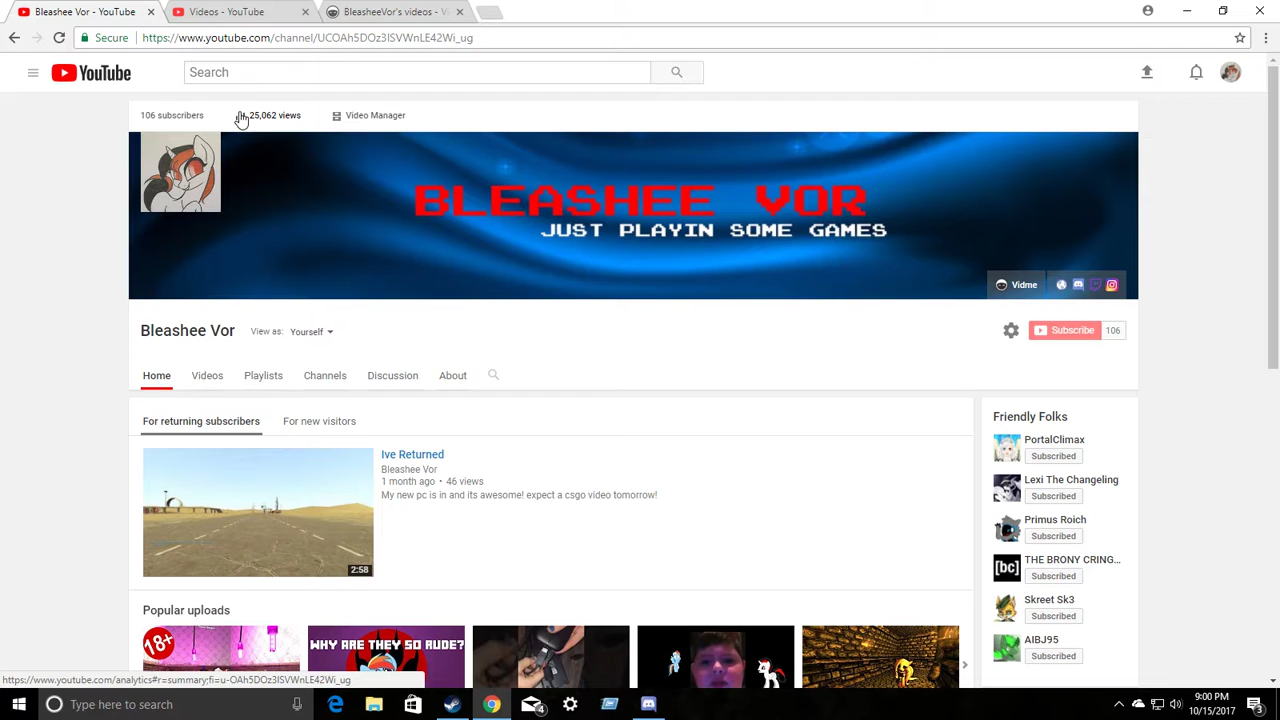 Bleashee Vor - YouTube
Videos - YouTube
BleasheeVor's videos - Vi
Secure https://www.youtube.com/channel/UCOAh5DOz3ISVWnLE42Wi_ug
YouTube
Search
106 subscribers
25,062 views
Video Manager
BLEASHEE VOR
JUST PLAYIN SOME GAMES
Vidme
Bleashee Vor
View as: Yourself
Subscribe 106
Home
Videos
Playlists
Channels
Discussion
About
For returning subscribers
For new visitors
Ive Returned
Bleashee Vor
1 month ago • 46 views
My new pc is in and its awesome! expect a csgo video tomorrow!
2:58
Popular uploads
18+
WHY ARE THEY SO RUDE?
Friendly Folks
PortalClimax
Subscribed
Lexi The Changeling
Subscribed
Primus Roich
Subscribed
[bc]
THE BRONY CRING...
Subscribed
Skreet Sk3
Subscribed
AIBJ95
Subscribed
https://www.youtube.com/analytics#r=summary;fi=u-OAh5DOz3ISVWnLE42Wi_ug
Type here to search
4
9:00 PM
10/15/2017
3